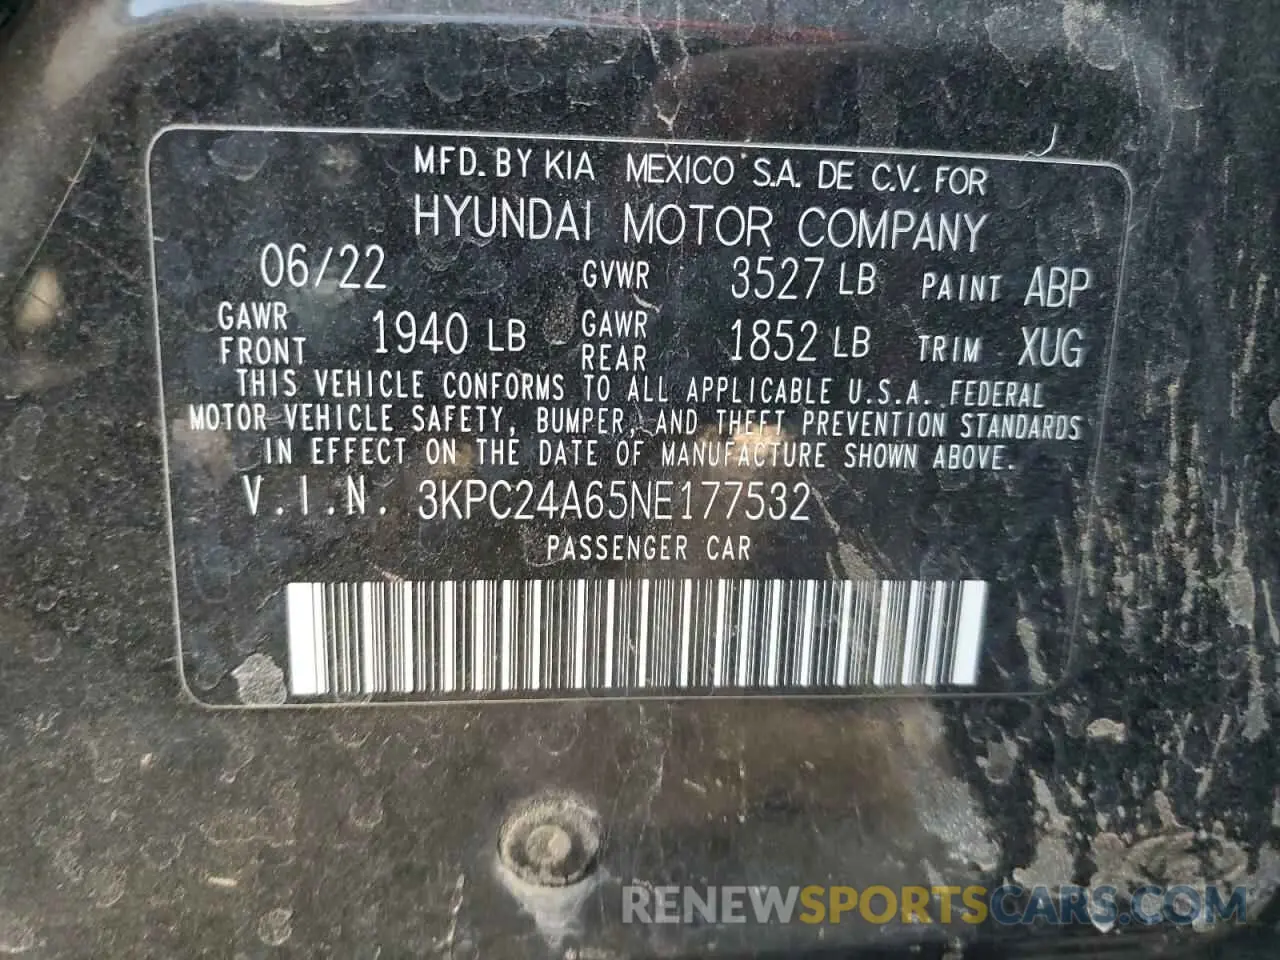 MFD. BY KIA MEXICO S.A. DE C.V. FOR
HYUNDAI MOTOR COMPANY
06/22 GVWR 3527 LB PAINT ABP
GAWR FRONT 1940 LB GAWR REAR 1852 LB TRIM XUG
THIS VEHICLE CONFORMS TO ALL APPLICABLE U.S.A. FEDERAL
MOTOR VEHICLE SAFETY, BUMPER, AND THEFT PREVENTION STANDARDS
IN EFFECT ON THE DATE OF MANUFACTURE SHOWN ABOVE.
V.I.N. 3KPC24A65NE177532
PASSENGER CAR
RENEWSPORTSCARS.COM